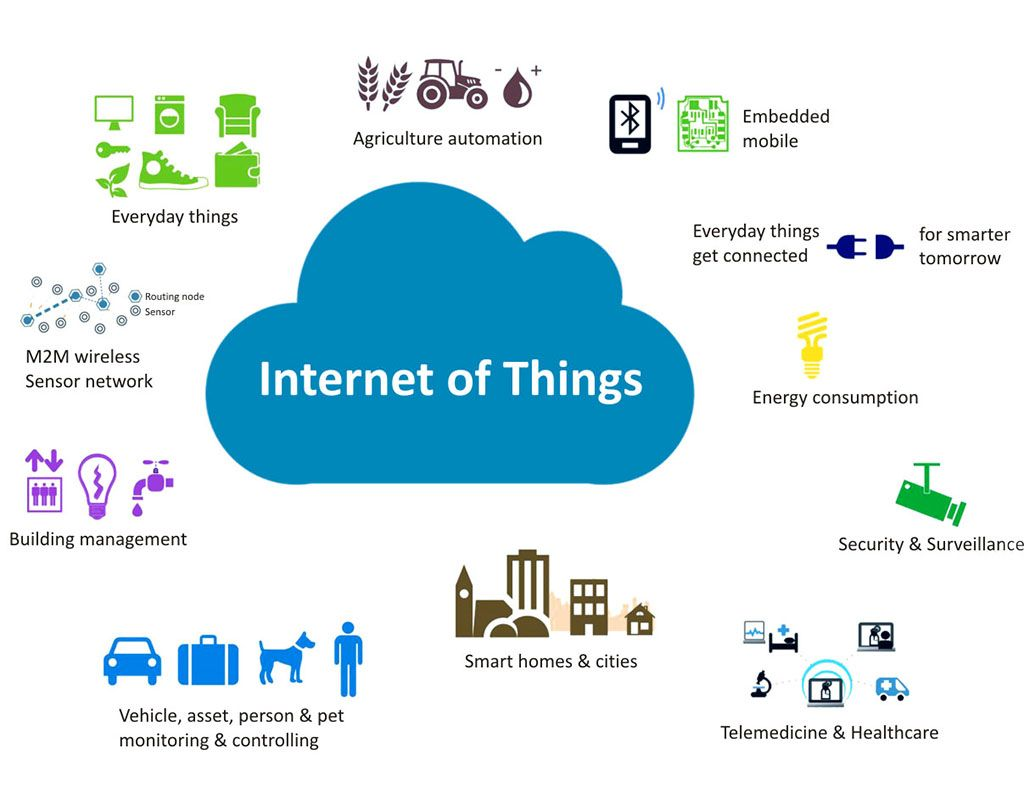 Agriculture automation
Embedded
mobile
Everyday things
Everyday things
get connected
for smarter
tomorrow
Routing node
Sensor
M2M wireless
Sensor network
Internet of Things
Energy consumption
Building management
Security & Surveillance
Smart homes & cities
Vehicle, asset, person & pet
monitoring & controlling
Telemedicine & Healthcare